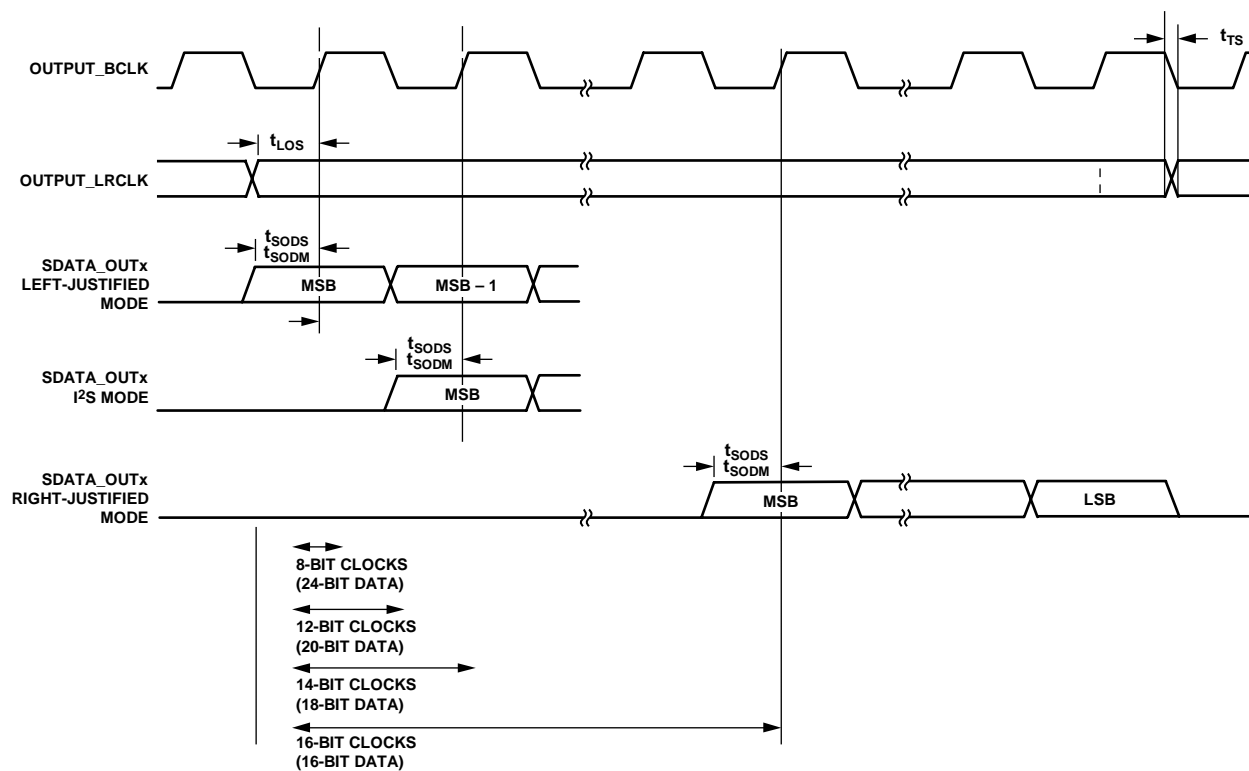 OUTPUT_BCLK
tTS
tLOS
OUTPUT_LRCLK
tSODS
tSODM
SDATA_OUTx
LEFT-JUSTIFIED
MODE
MSB
MSB – 1
tSODS
tSODM
SDATA_OUTx
I2S MODE
MSB
tSODS
tSODM
SDATA_OUTx
RIGHT-JUSTIFIED
MODE
MSB
LSB
8-BIT CLOCKS
(24-BIT DATA)
12-BIT CLOCKS
(20-BIT DATA)
14-BIT CLOCKS
(18-BIT DATA)
16-BIT CLOCKS
(16-BIT DATA)